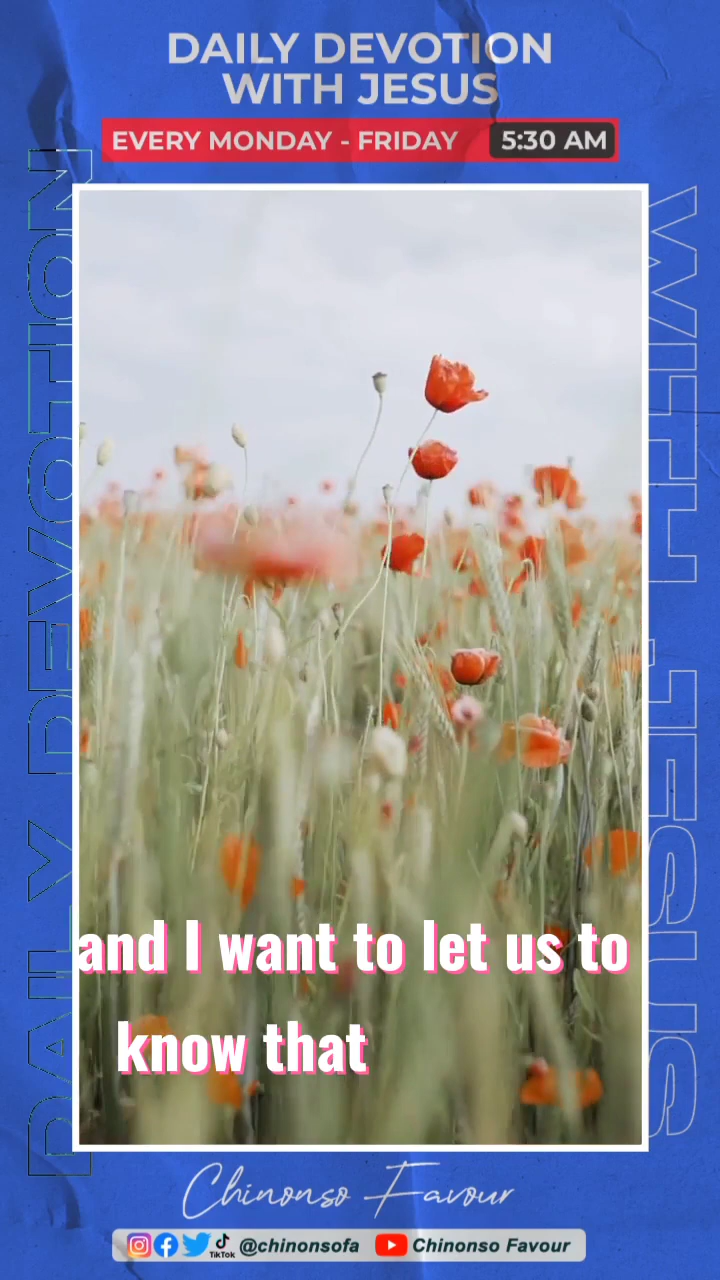 DAILY DEVOTION
WITH JESUS
EVERY MONDAY - FRIDAY 5:30 AM
DAILY DEVOTION
WITH JESUS
and I want to let us to
know that
Chinonso Favour
TikTok @chinonsofa Chinonso Favour